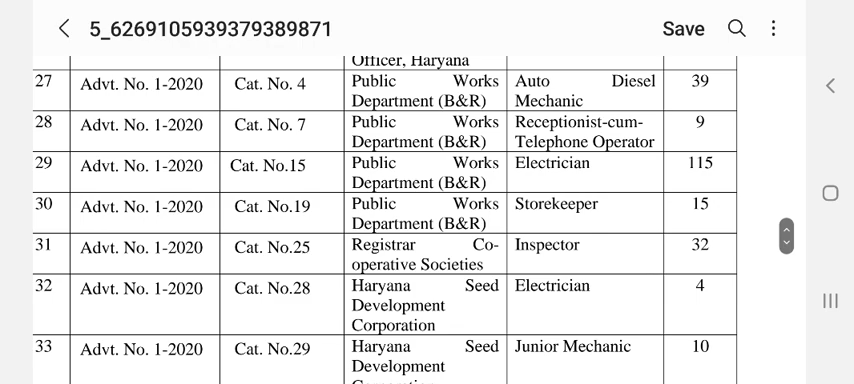 5_6269105939379389871 Save
Officer, Haryana
27 Advt. No. 1-2020 Cat. No. 4 Public Works Auto Diesel 39
Department (B&R) Mechanic
28 Advt. No. 1-2020 Cat. No. 7 Public Works Receptionist-cum- 9
Department (B&R) Telephone Operator
29 Advt. No. 1-2020 Cat. No.15 Public Works Electrician 115
Department (B&R)
30 Advt. No. 1-2020 Cat. No.19 Public Works Storekeeper 15
Department (B&R)
31 Advt. No. 1-2020 Cat. No.25 Registrar Co- Inspector 32
operative Societies
32 Advt. No. 1-2020 Cat. No.28 Haryana Seed Electrician 4
Development
Corporation
33 Advt. No. 1-2020 Cat. No.29 Haryana Seed Junior Mechanic 10
Development